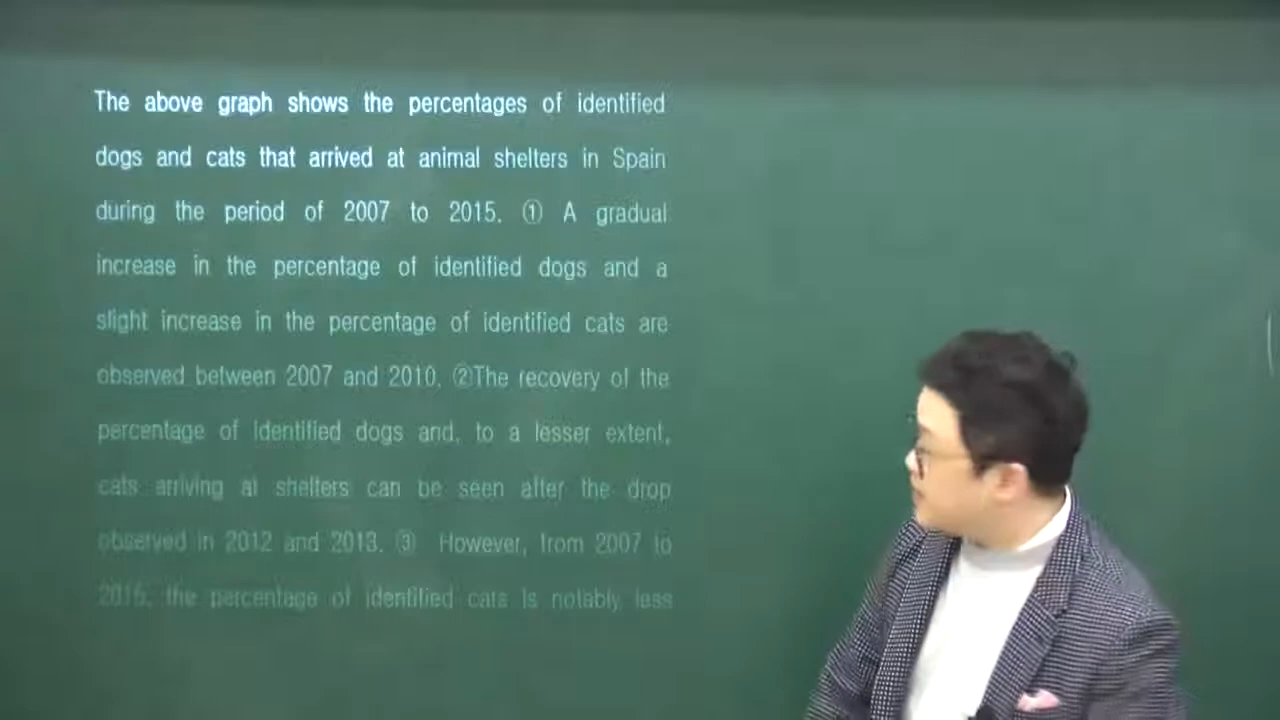 The above graph shows the percentages of identified
dogs and cats that arrived at animal shelters in Spain
during the period of 2007 to 2015. ① A gradual
increase in the percentage of identified dogs and a
slight increase in the percentage of identified cats are
observed between 2007 and 2010. ②The recovery of the
percentage of identified dogs and, to a lesser extent,
cats arriving at shelters can be seen after the drop
observed in 2012 and 2013. ③ However, from 2007 to
2015, the percentage of identified cats is notably less